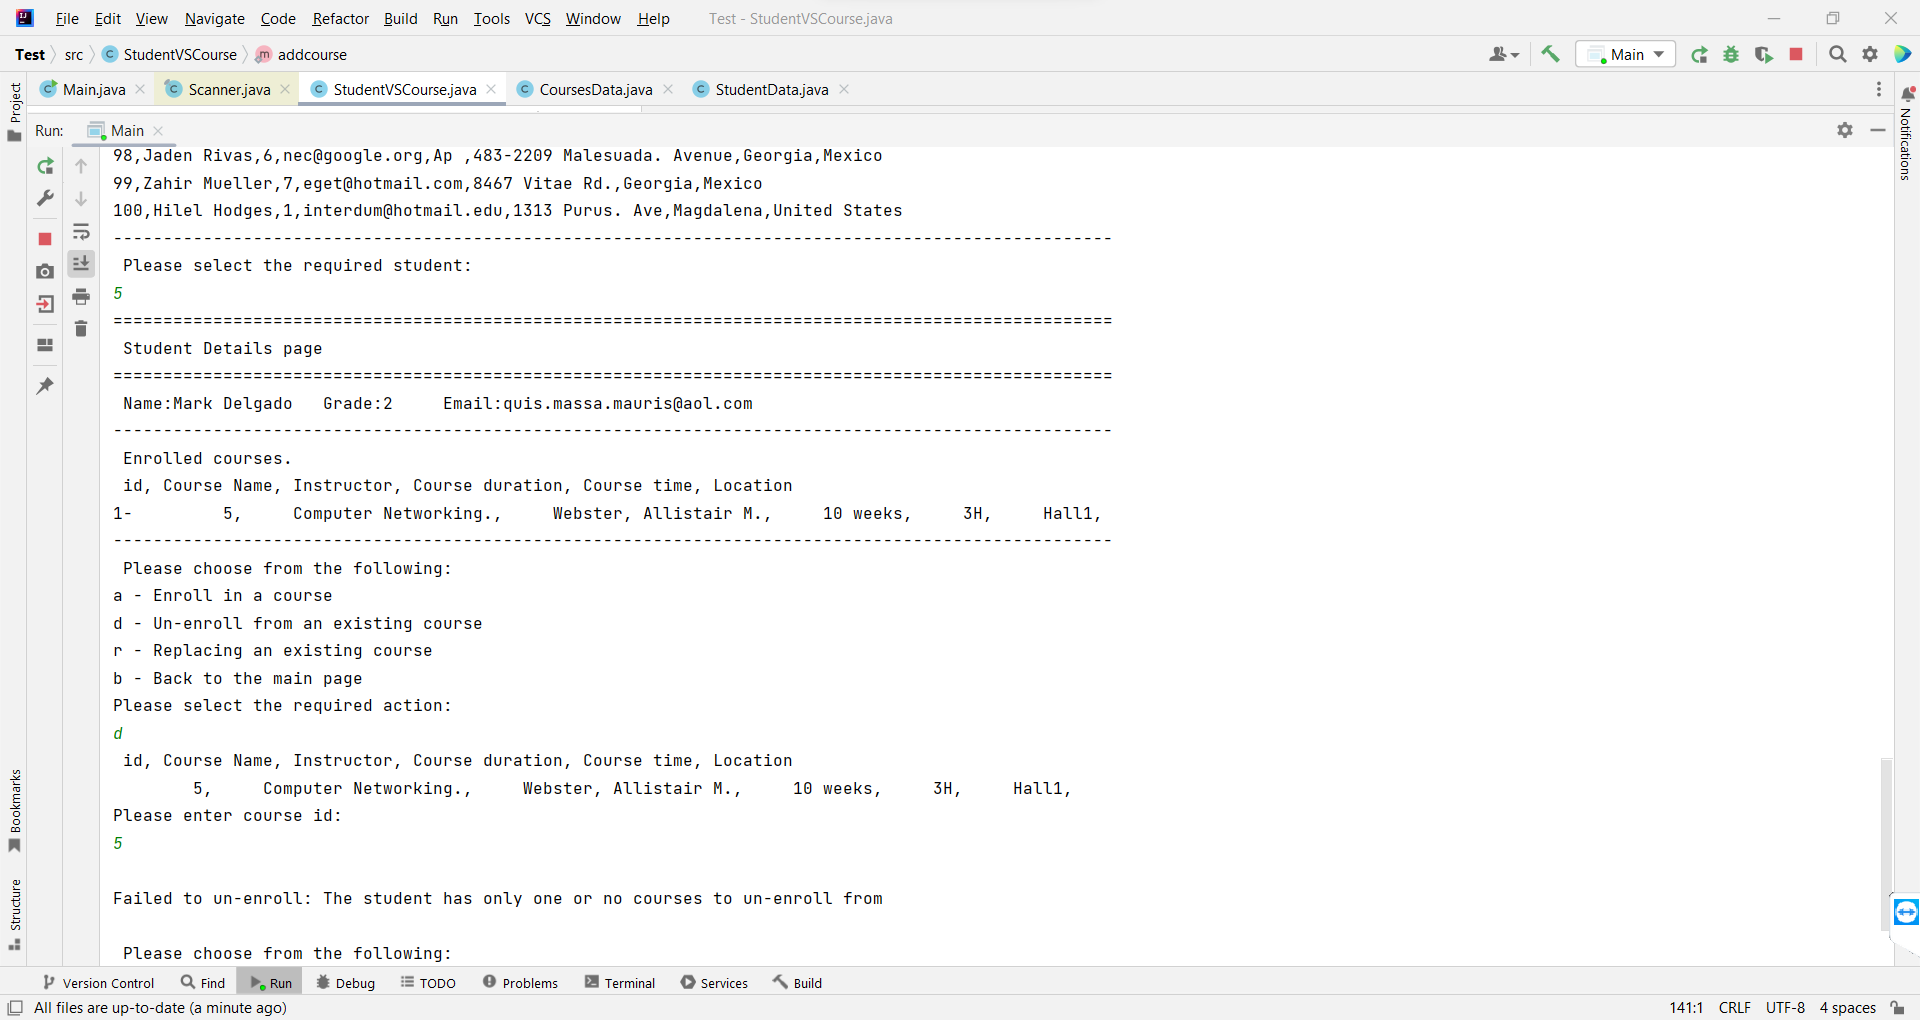 File Edit View Navigate Code Refactor Build Run Tools VCS Window Help Test - StudentVSCourse.java
Test src StudentVSCourse addcourse Main
Main.java Scanner.java StudentVSCourse.java CoursesData.java StudentData.java
Project
Notifications
Run: Main
98,Jaden Rivas,6,nec@google.org,Ap ,483-2209 Malesuada. Avenue,Georgia,Mexico
99,Zahir Mueller,7,eget@hotmail.com,8467 Vitae Rd.,Georgia,Mexico
100,Hilel Hodges,1,interdum@hotmail.edu,1313 Purus. Ave,Magdalena,United States
----------------------------------------------------------------------------------------------------
Please select the required student:
5
====================================================================================================
Student Details page
====================================================================================================
Name:Mark Delgado   Grade:2     Email:quis.massa.mauris@aol.com
----------------------------------------------------------------------------------------------------
Enrolled courses.
id, Course Name, Instructor, Course duration, Course time, Location
1-         5,     Computer Networking.,     Webster, Allistair M.,     10 weeks,     3H,     Hall1,
----------------------------------------------------------------------------------------------------
Please choose from the following:
a - Enroll in a course
d - Un-enroll from an existing course
r - Replacing an existing course
b - Back to the main page
Please select the required action:
d
id, Course Name, Instructor, Course duration, Course time, Location
5,     Computer Networking.,     Webster, Allistair M.,     10 weeks,     3H,     Hall1,
Please enter course id:
5
Failed to un-enroll: The student has only one or no courses to un-enroll from
Please choose from the following:
Bookmarks
Structure
Version Control Find Run Debug TODO Problems Terminal Services Build
All files are up-to-date (a minute ago) 141:1 CRLF UTF-8 4 spaces